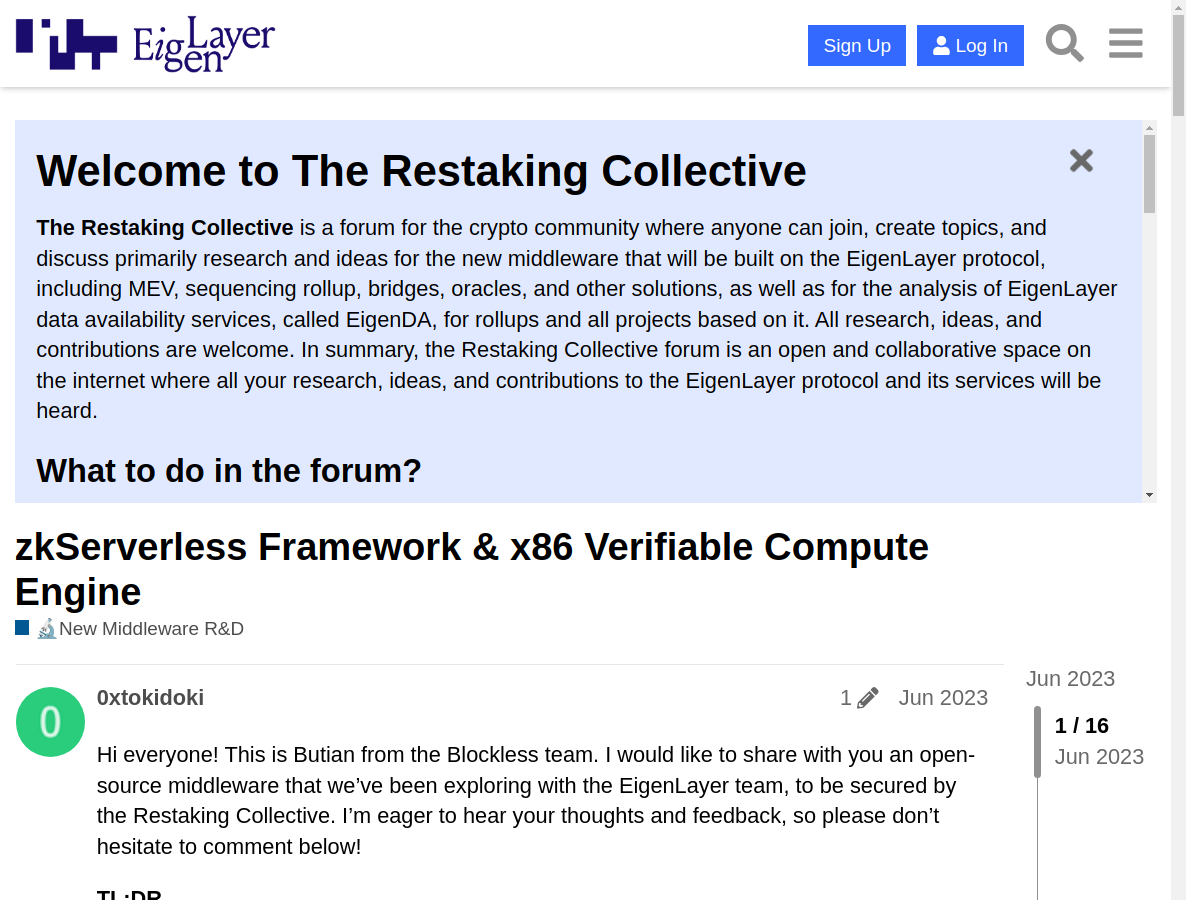 EigenLayer
Sign Up
Log In
Welcome to The Restaking Collective
The Restaking Collective is a forum for the crypto community where anyone can join, create topics, and
discuss primarily research and ideas for the new middleware that will be built on the EigenLayer protocol,
including MEV, sequencing rollup, bridges, oracles, and other solutions, as well as for the analysis of EigenLayer
data availability services, called EigenDA, for rollups and all projects based on it. All research, ideas, and
contributions are welcome. In summary, the Restaking Collective forum is an open and collaborative space on
the internet where all your research, ideas, and contributions to the EigenLayer protocol and its services will be
heard.
What to do in the forum?
zkServerless Framework & x86 Verifiable Compute
Engine
New Middleware R&D
0xtokidoki
1
Jun 2023
Jun 2023
1 / 16
Jun 2023
0
Hi everyone! This is Butian from the Blockless team. I would like to share with you an open-
source middleware that we’ve been exploring with the EigenLayer team, to be secured by
the Restaking Collective. I’m eager to hear your thoughts and feedback, so please don’t
hesitate to comment below!
TL;DR